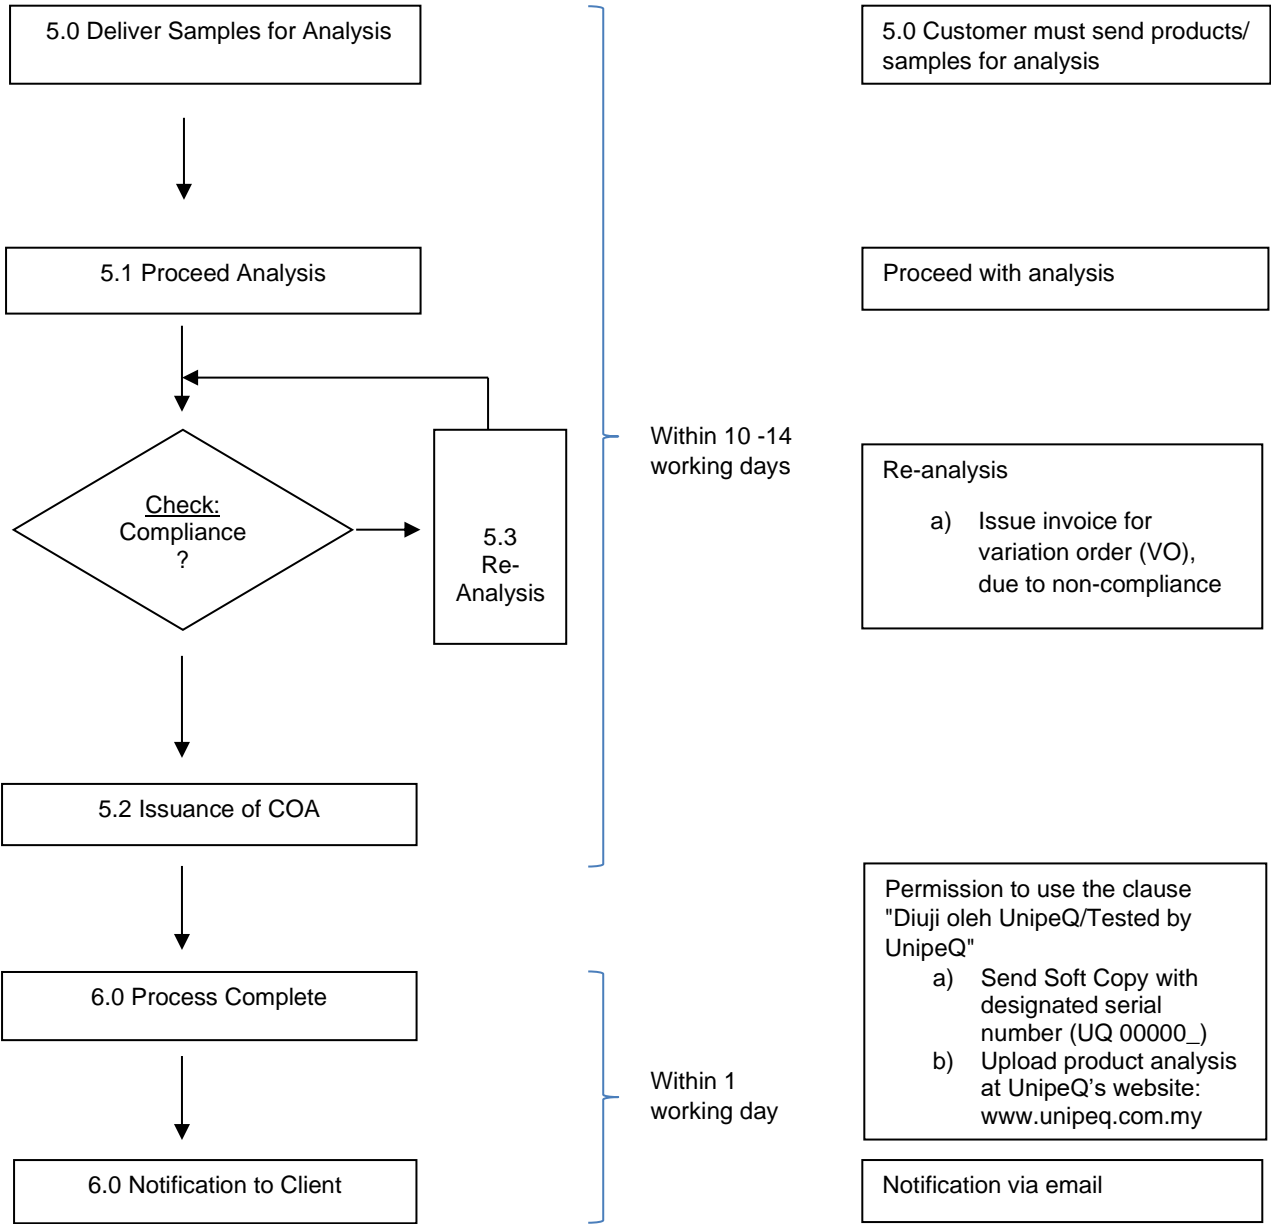 5.0 Deliver Samples for Analysis
5.0 Customer must send products/
samples for analysis
5.1 Proceed Analysis
Proceed with analysis
Check:
Compliance
?
5.3
Re-
Analysis
Within 10 -14
working days
Re-analysis
a) Issue invoice for
variation order (VO),
due to non-compliance
5.2 Issuance of COA
Permission to use the clause
"Diuji oleh UnipeQ/Tested by
UnipeQ"
a) Send Soft Copy with
designated serial
number (UQ 00000_)
b) Upload product analysis
at UnipeQ’s website:
www.unipeq.com.my
6.0 Process Complete
Within 1
working day
6.0 Notification to Client
Notification via email